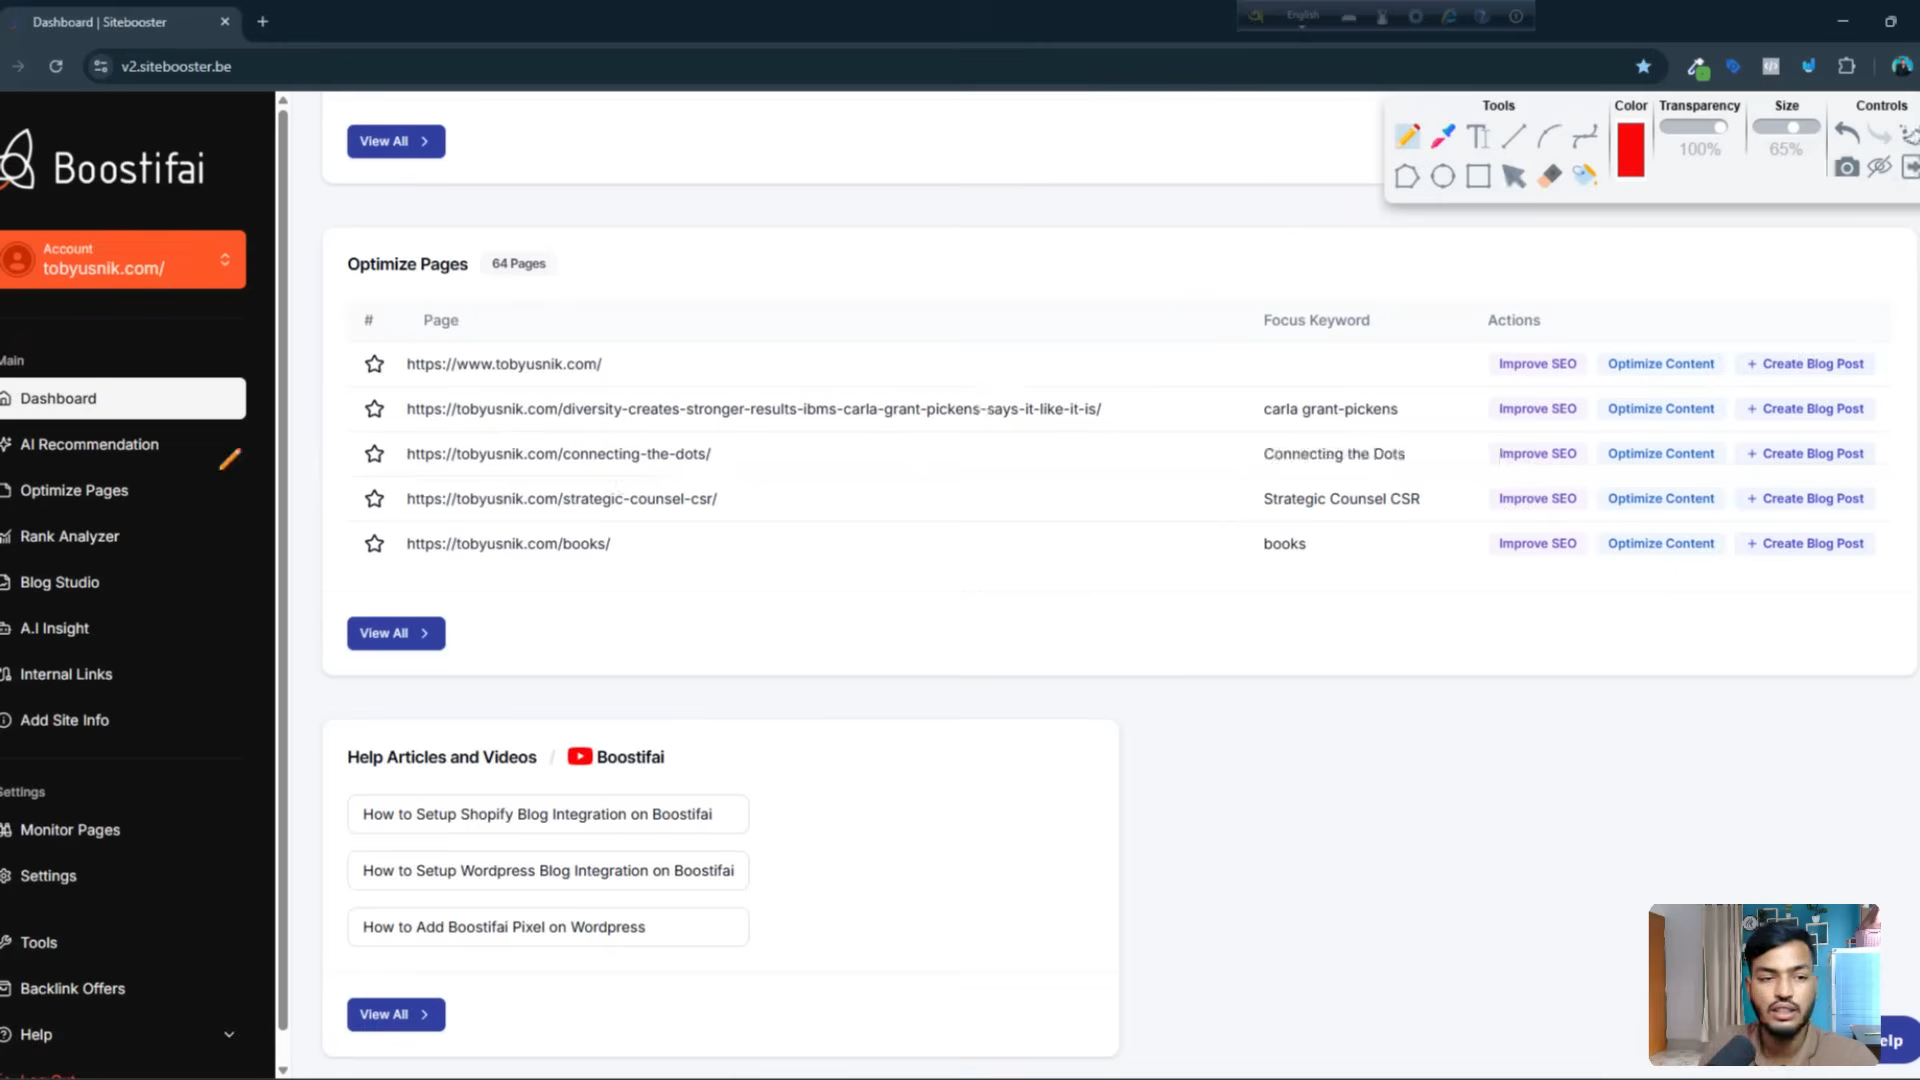 Dashboard | Sitebooster
English
v2.sitebooster.be
Tools
Color
Transparency
Size
Controls
100%
65%
Boostifai
Account
tobyusnik.com/
Main
Dashboard
AI Recommendation
Optimize Pages
Rank Analyzer
Blog Studio
A.I Insight
Internal Links
Add Site Info
Settings
Monitor Pages
Settings
Tools
Backlink Offers
Help
View All
Optimize Pages 64 Pages
# Page Focus Keyword Actions
https://www.tobyusnik.com/ Improve SEO Optimize Content + Create Blog Post
https://tobyusnik.com/diversity-creates-stronger-results-ibms-carla-grant-pickens-says-it-like-it-is/ carla grant-pickens Improve SEO Optimize Content + Create Blog Post
https://tobyusnik.com/connecting-the-dots/ Connecting the Dots Improve SEO Optimize Content + Create Blog Post
https://tobyusnik.com/strategic-counsel-csr/ Strategic Counsel CSR Improve SEO Optimize Content + Create Blog Post
https://tobyusnik.com/books/ books Improve SEO Optimize Content + Create Blog Post
View All
Help Articles and Videos / Boostifai
How to Setup Shopify Blog Integration on Boostifai
How to Setup Wordpress Blog Integration on Boostifai
How to Add Boostifai Pixel on Wordpress
View All